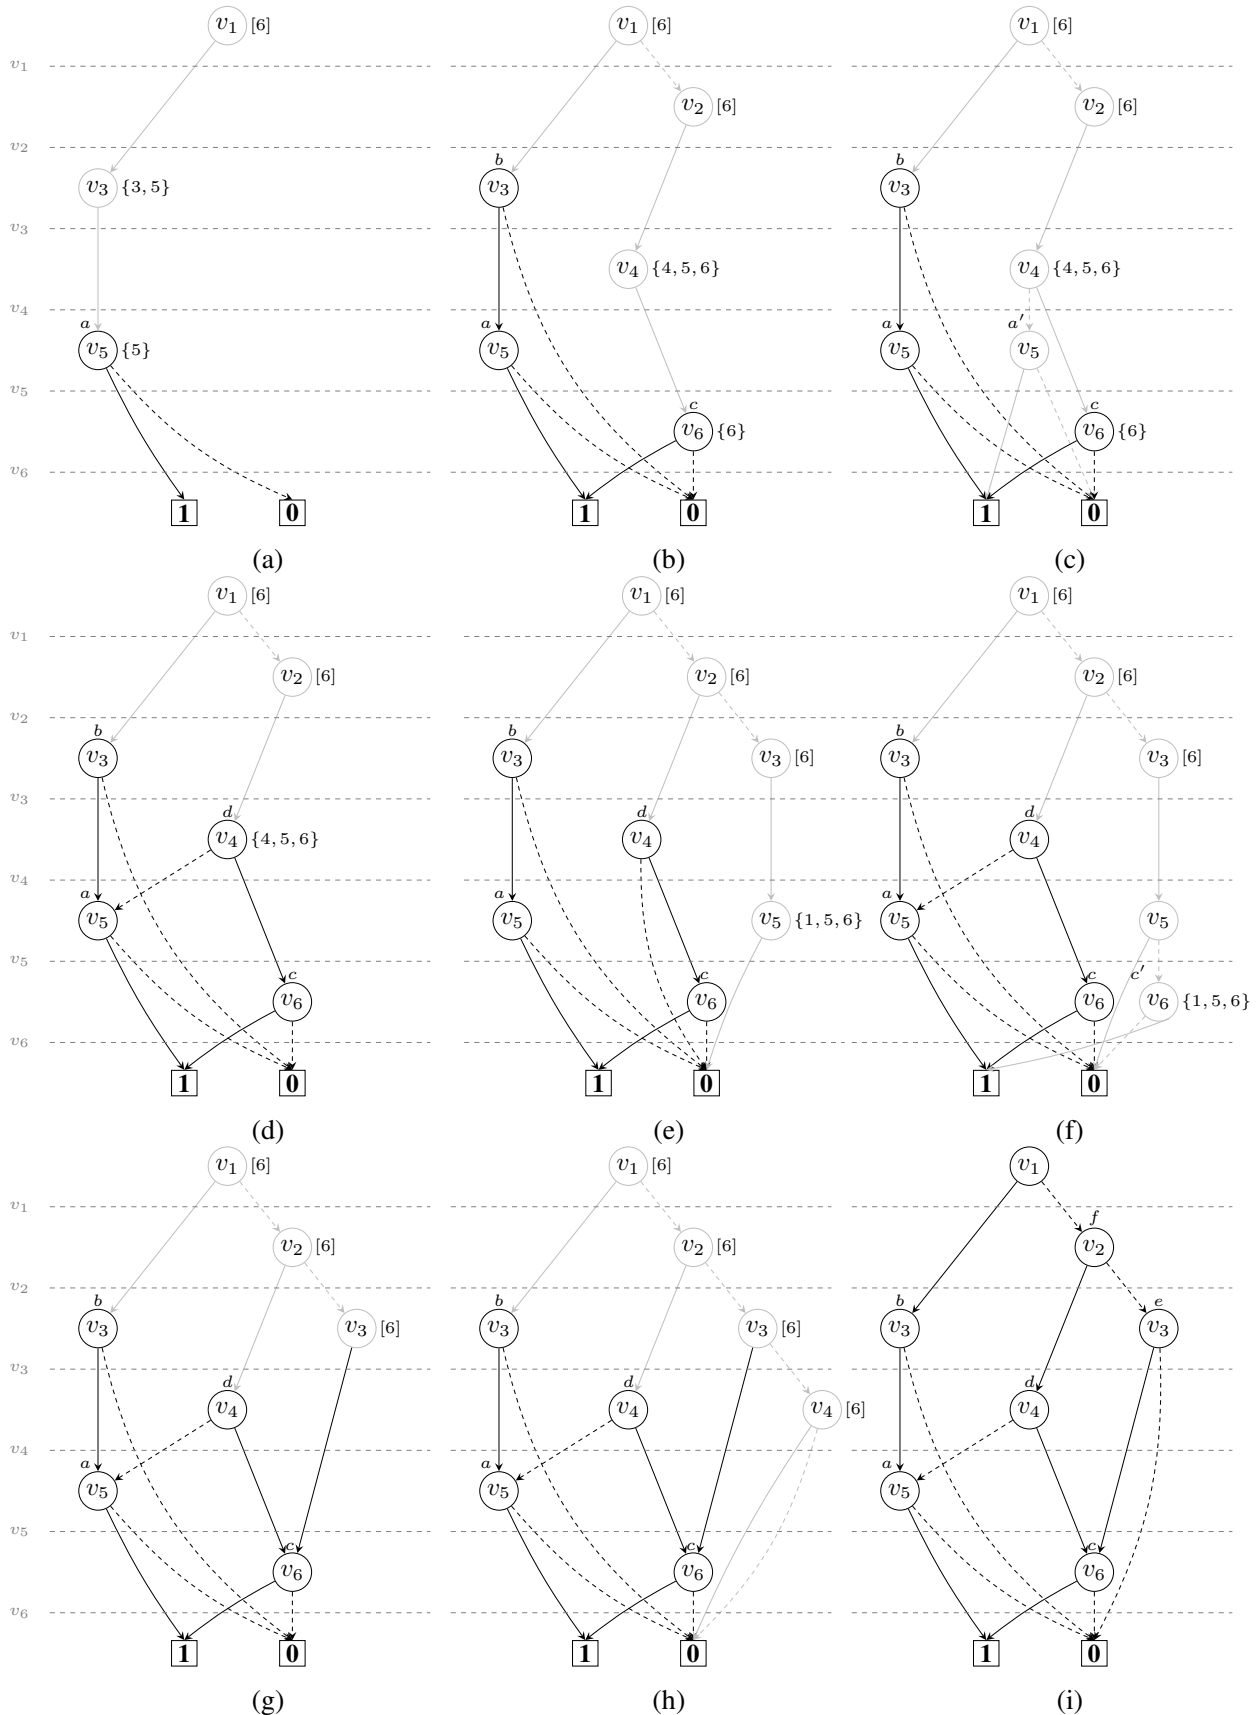 v1 [6] v1 [6] v1 [6]
v1
v2 [6] v2 [6]
v2
b b
v3 {3, 5} v3 v3
v3
v4 {4, 5, 6} v4 {4, 5, 6}
v4
a a a a′
v5 {5} v5 v5 v5
v5
c c
v6 {6} v6 {6}
v6
1 0 1 0 1 0
(a) (b) (c)
v1 [6] v1 [6] v1 [6]
v1
v2 [6] v2 [6] v2 [6]
v2
b b b
v3 v3 v3 [6] v3 v3 [6]
v3
d d d
v4 {4, 5, 6} v4 v4
v4
a a a
v5 v5 v5 {1, 5, 6} v5 v5
v5
c c c c′
v6 v6 v6 v6 {1, 5, 6}
v6
1 0 1 0 1 0
(d) (e) (f)
v1 [6] v1 [6] v1
v1
f
v2 [6] v2 [6] v2
v2
b b b e
v3 v3 [6] v3 v3 [6] v3 v3
v3
d d d
v4 v4 v4 [6] v4
v4
a a a
v5 v5 v5
v5
c c c
v6 v6 v6
v6
1 0 1 0 1 0
(g) (h) (i)